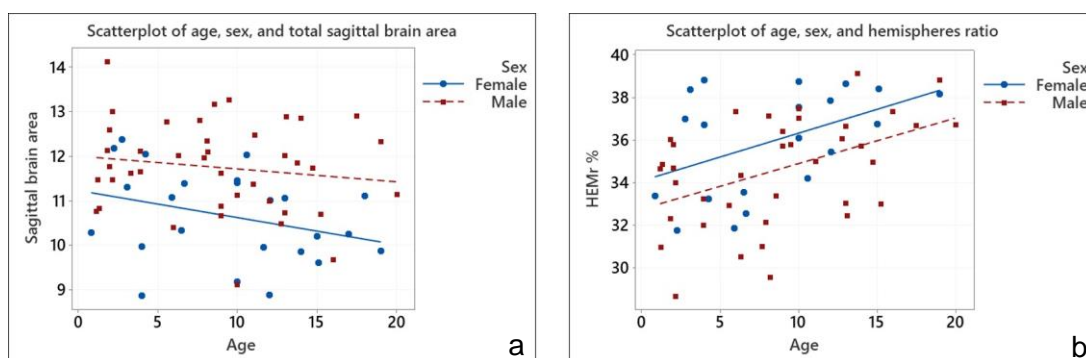 Scatterplot of age, sex, and total sagittal brain area
Sex
Female
Male
Sagittal brain area
14
13
12
11
10
9
0 5 10 15 20
Age
a
Scatterplot of age, sex, and hemispheres ratio
Sex
Female
Male
HEMr %
40
38
36
34
32
30
28
0 5 10 15 20
Age
b